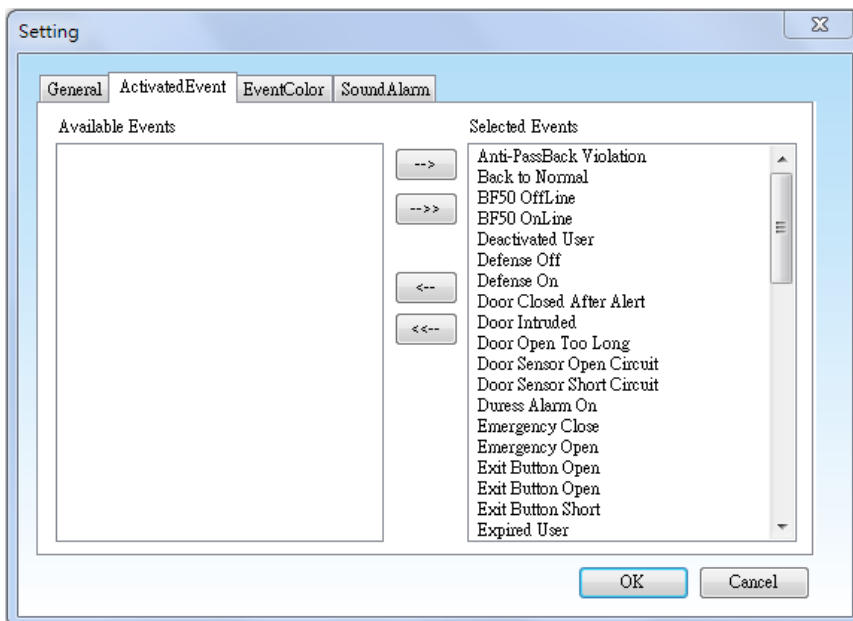 Setting
General ActivatedEvent EventColor SoundAlarm
Available Events
Selected Events
-->
-->>
<--
<<--
Anti-PassBack Violation
Back to Normal
BF50 OffLine
BF50 OnLine
Deactivated User
Defense Off
Defense On
Door Closed After Alert
Door Intruded
Door Open Too Long
Door Sensor Open Circuit
Door Sensor Short Circuit
Duress Alarm On
Emergency Close
Emergency Open
Exit Button Open
Exit Button Open
Exit Button Short
Expired User
OK Cancel